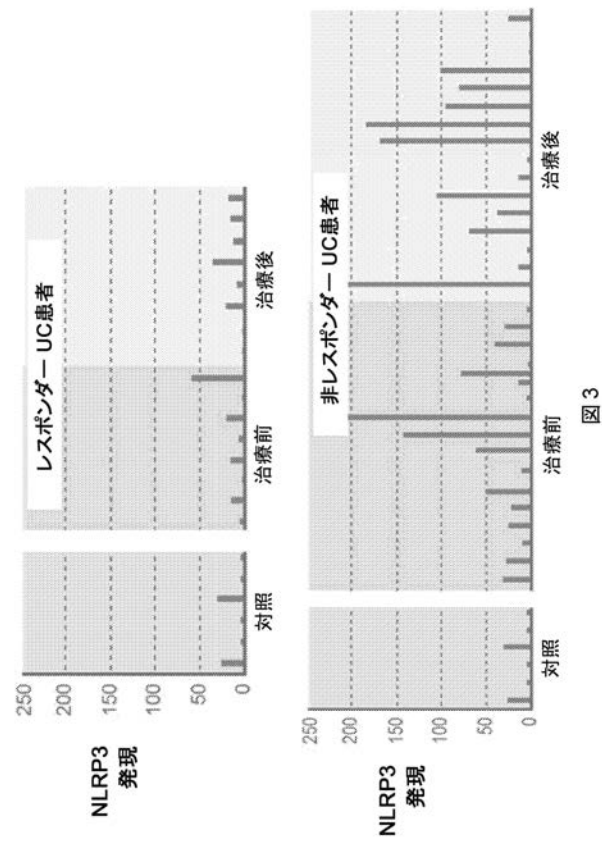 レスポンダー UC患者
NLRP3
発現
250
200
150
100
50
0
対照
治療前
治療後
非レスポンダー UC患者
NLRP3
発現
250
200
150
100
50
0
対照
治療前
治療後
図 3